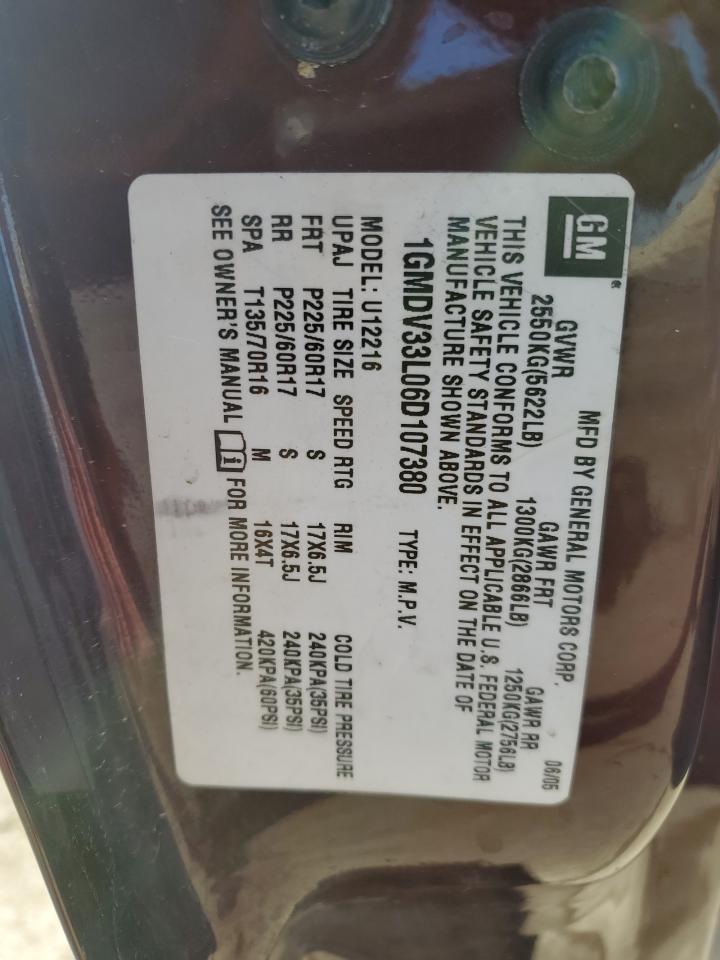 GM®
MFD BY GENERAL MOTORS CORP. 06/05
GVWR GAWR FRT GAWR RR
2550KG(5622LB) 1300KG(2866LB) 1250KG(2756LB)
THIS VEHICLE CONFORMS TO ALL APPLICABLE U.S. FEDERAL MOTOR
VEHICLE SAFETY STANDARDS IN EFFECT ON THE DATE OF
MANUFACTURE SHOWN ABOVE.
1GMDV33L06D107380 TYPE: M.P.V.
MODEL: U12216
UPAJ TIRE SIZE SPEED RTG RIM COLD TIRE PRESSURE
FRT P225/60R17 S 17X6.5J 240KPA(35PSI)
RR P225/60R17 S 17X6.5J 240KPA(35PSI)
SPA T135/70R16 M 16X4T 420KPA(60PSI)
SEE OWNER'S MANUAL i FOR MORE INFORMATION.